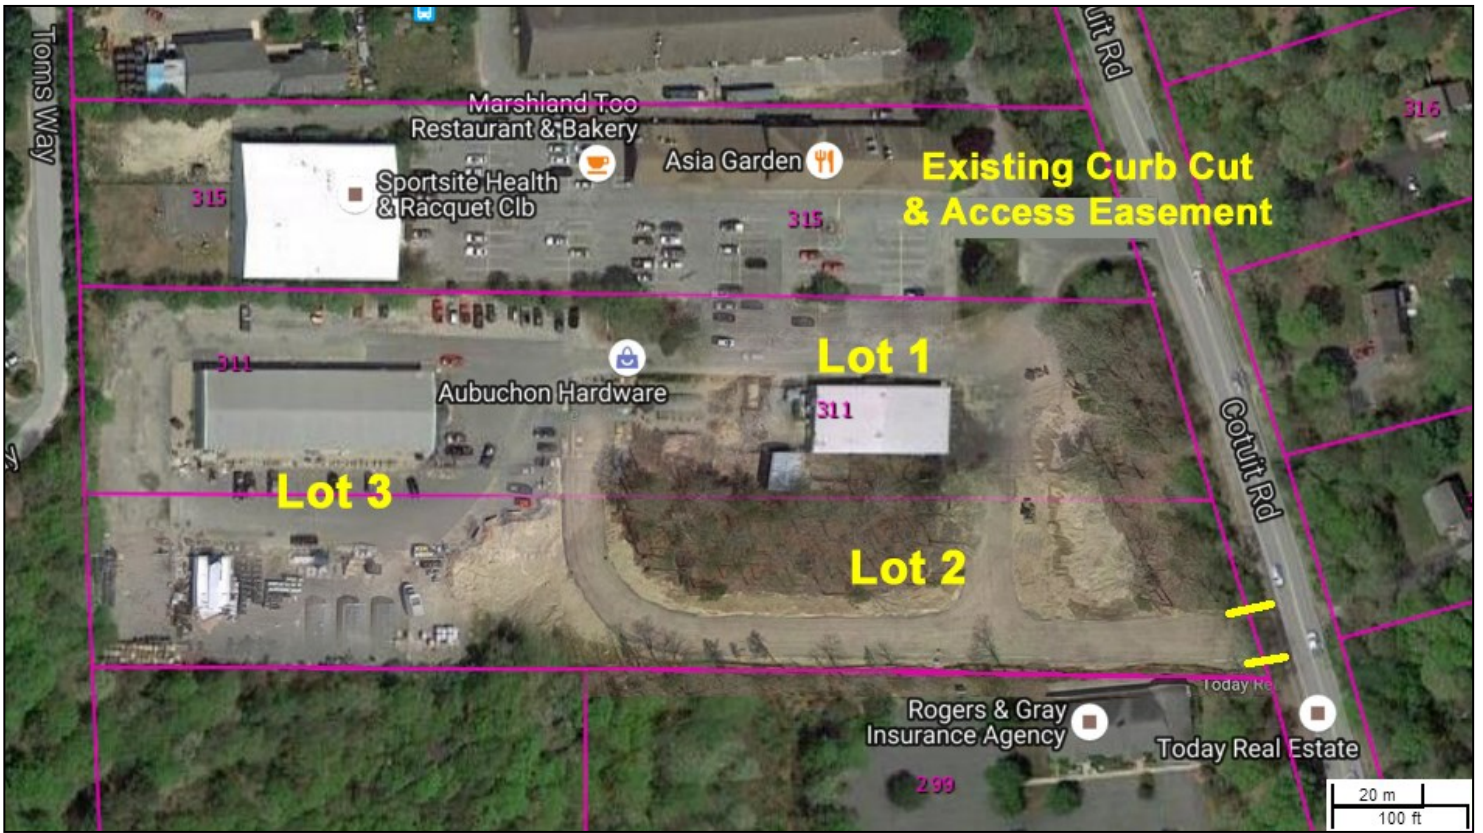 Cotuit Rd
Toms Way
316
Marshland Too
Restaurant & Bakery
Asia Garden
Existing Curb Cut
& Access Easement
Sportsite Health
& Racquet Clb
315
315
Lot 1
311
Aubuchon Hardware
311
Cotuit Rd
Lot 3
Lot 2
Today Re
Rogers & Gray
Insurance Agency
Today Real Estate
299
20 m
100 ft